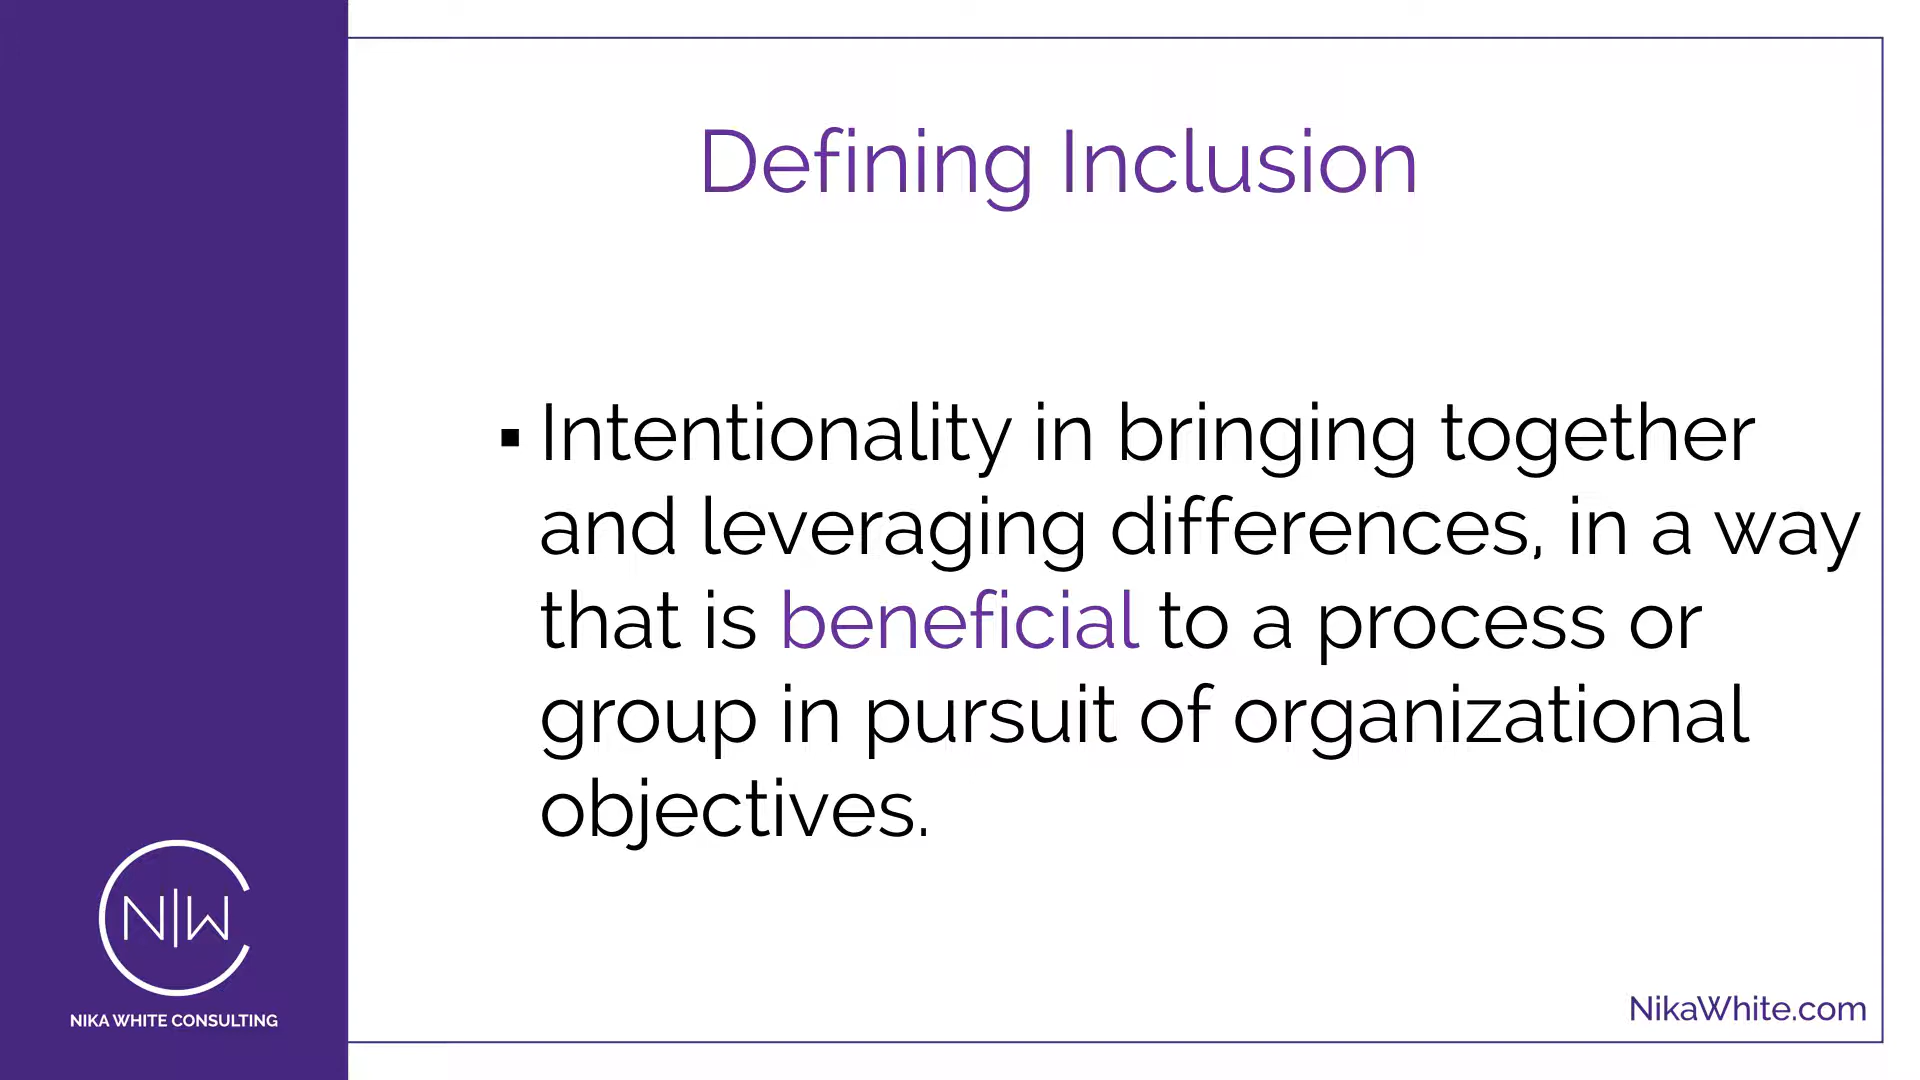 Defining Inclusion
▪ Intentionality in bringing together
and leveraging differences, in a way
that is beneficial to a process or
group in pursuit of organizational
objectives.
N|W
NIKA WHITE CONSULTING
NikaWhite.com